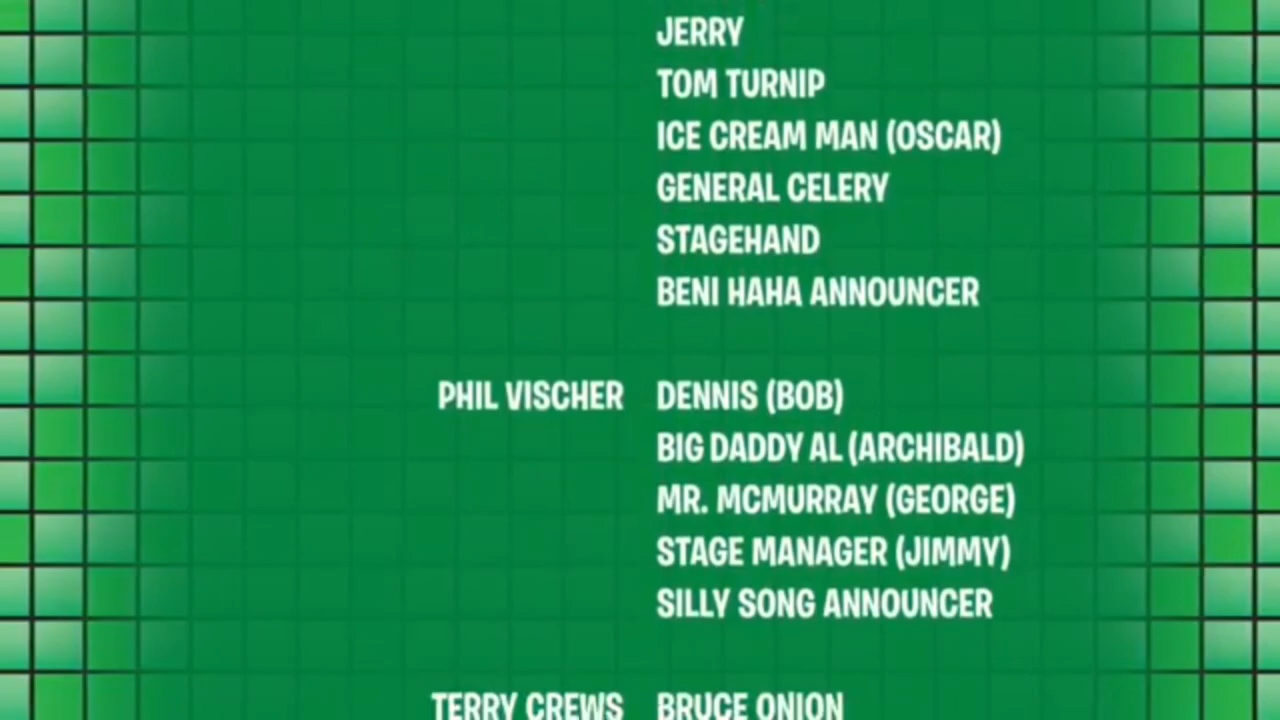 JERRY
TOM TURNIP
ICE CREAM MAN (OSCAR)
GENERAL CELERY
STAGEHAND
BENI HAHA ANNOUNCER
PHIL VISCHER DENNIS (BOB)
BIG DADDY AL (ARCHIBALD)
MR. MCMURRAY (GEORGE)
STAGE MANAGER (JIMMY)
SILLY SONG ANNOUNCER
TERRY CREWS BRUCE ONION